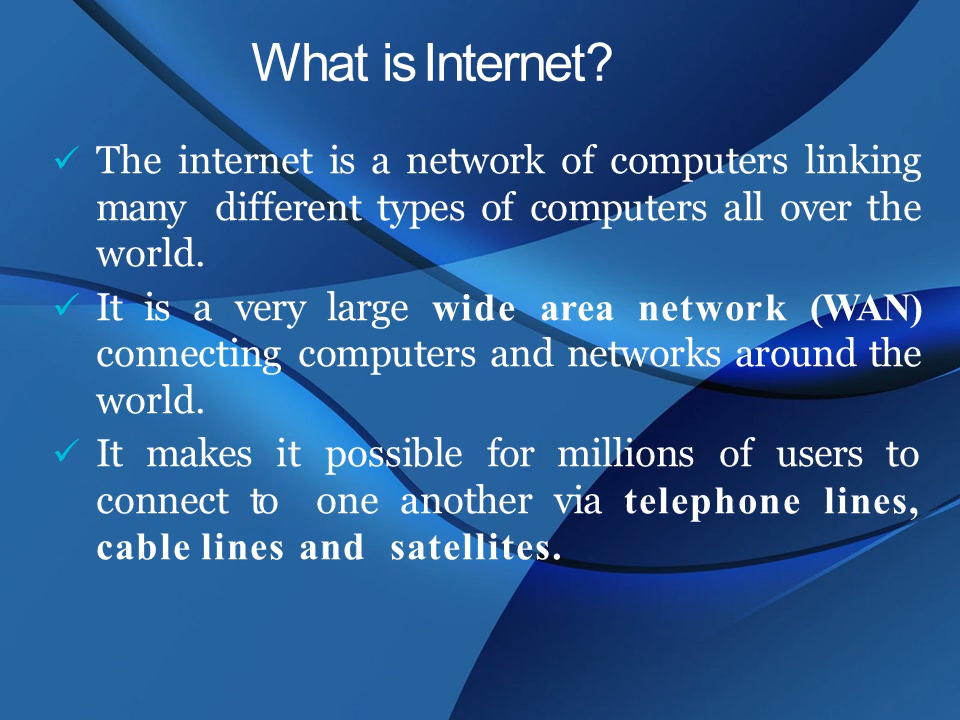 What is Internet?
✓ The internet is a network of computers linking
many different types of computers all over the
world.
✓ It is a very large wide area network (WAN)
connecting computers and networks around the
world.
✓ It makes it possible for millions of users to
connect to one another via telephone lines,
cable lines and satellites.